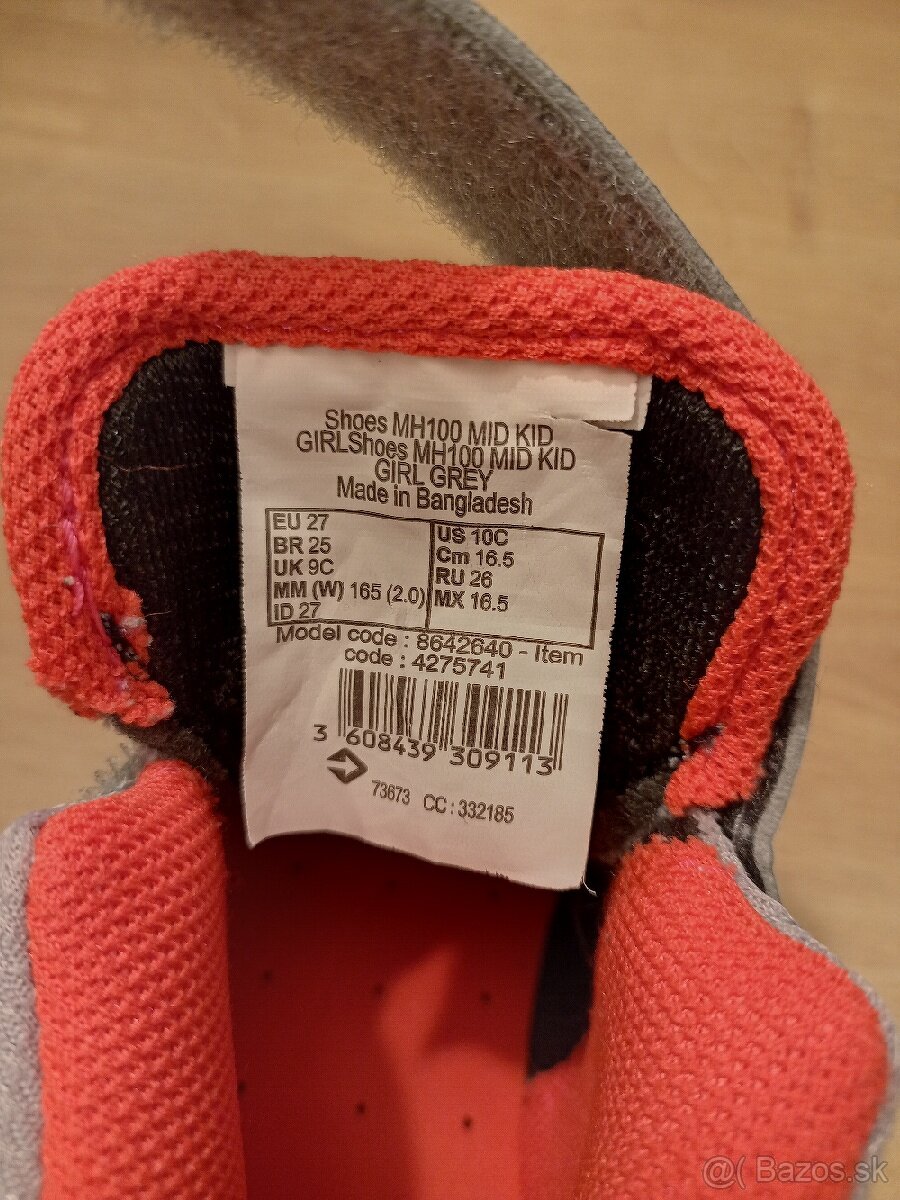 Shoes MH100 MID KID
GIRLShoes MH100 MID KID
GIRL GREY
Made in Bangladesh
EU 27
BR 25
UK 9C
MM (W) 165 (2.0)
ID 27
US 10C
Cm 16.5
RU 26
MX 16.5
Model code : 8642640 - Item
code : 4275741
3 608439 309113
73673 CC : 332185
@( Bazos.sk